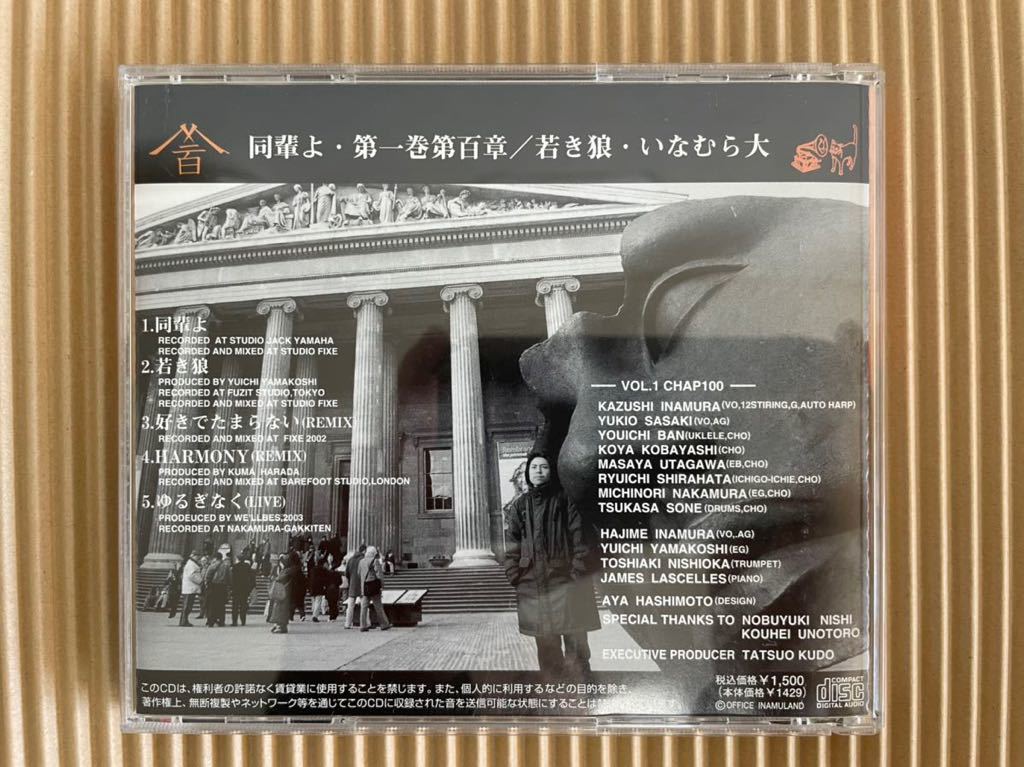 同輩よ・第一巻第百章／若き狼・いなむら大
1.同輩よ
RECORDED AT STUDIO JACK YAMAHA
RECORDED AND MIXED AT STUDIO FIXE
2.若き狼
PRODUCED BY YUICHI YAMAKOSHI
RECORDED AT FUZIT STUDIO,TOKYO
RECORDED AND MIXED AT STUDIO FIXE
3.好きでたまらない(REMIX)
RECORDED AND MIXED AT FIXE 2002
4.HARMONY(REMIX)
PRODUCED BY KUMA HARADA
RECORDED AND MIXED AT BAREFOOT STUDIO,LONDON
5.ゆるぎなく(LIVE)
PRODEUCED BY WE'LLBES,2003
RECORDED AT NAKAMURA-GAKKITEN
VOL.1 CHAP100
KAZUSHI INAMURA(VO,12STIRING,G,AUTO HARP)
YUKIO SASAKI(VO,AG)
YOUICHI BAN(UKLELE,CHO)
KOYA KOBAYASHI(CHO)
MASAYA UTAGAWA(EB,CHO)
RYUICHI SHIRAHATA(ICHIGO-ICHIE,CHO)
MICHINORI NAKAMURA(EG,CHO)
TSUKASA SONE(DRUMS,CHO)
HAJIME INAMURA(VO,.AG)
YUICHI YAMAKOSHI(EG)
TOSHIAKI NISHIOKA(TRUMPET)
JAMES LASCELLES(PIANO)
AYA HASHIMOTO(DESIGN)
SPECIAL THANKS TO NOBUYUKI NISHI
KOUHEI UNOTORO
EXECUTIVE PRODUCER TATSUO KUDO
このCDは、権利者の許諾なく賃貸業に使用することを禁じます。また、個人的に利用するなどの目的を除き、
著作権上、無断複製やネットワーク等を通じてこのCDに収録された音を送信可能な状態にすることは
税込価格￥1,500
(本体価格￥1429)
©OFFICE INAMULAND
COMPACT
disc
DIGITAL AUDIO